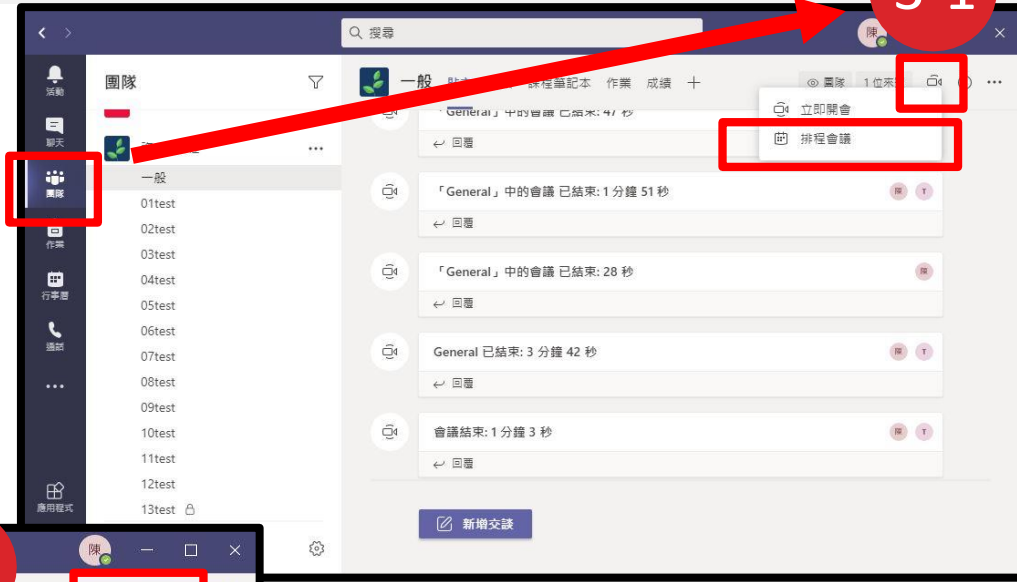 3-1
搜尋
陳
活動
聊天
團隊
作業
行事曆
通話
應用程式
團隊
一般
01test
02test
03test
04test
05test
06test
07test
08test
09test
10test
11test
12test
13test
一般
課程筆記本 作業 成績
團隊
立即開會
排程會議
「General」中的會議 已結束: 47 秒
回覆
「General」中的會議 已結束: 1 分鐘 51 秒
陳 T
回覆
「General」中的會議 已結束: 28 秒
陳
回覆
General 已結束: 3 分鐘 42 秒
陳 T
回覆
會議結束: 1 分鐘 3 秒
陳 T
回覆
新增交談
陳